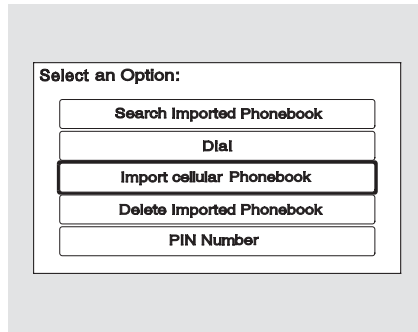 Select an Option:
Search Imported Phonebook
Dial
Import cellular Phonebook
Delete Imported Phonebook
PIN Number